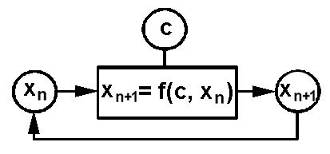 c
xₙ
xₙ₊₁= f(c, xₙ)
xₙ₊₁